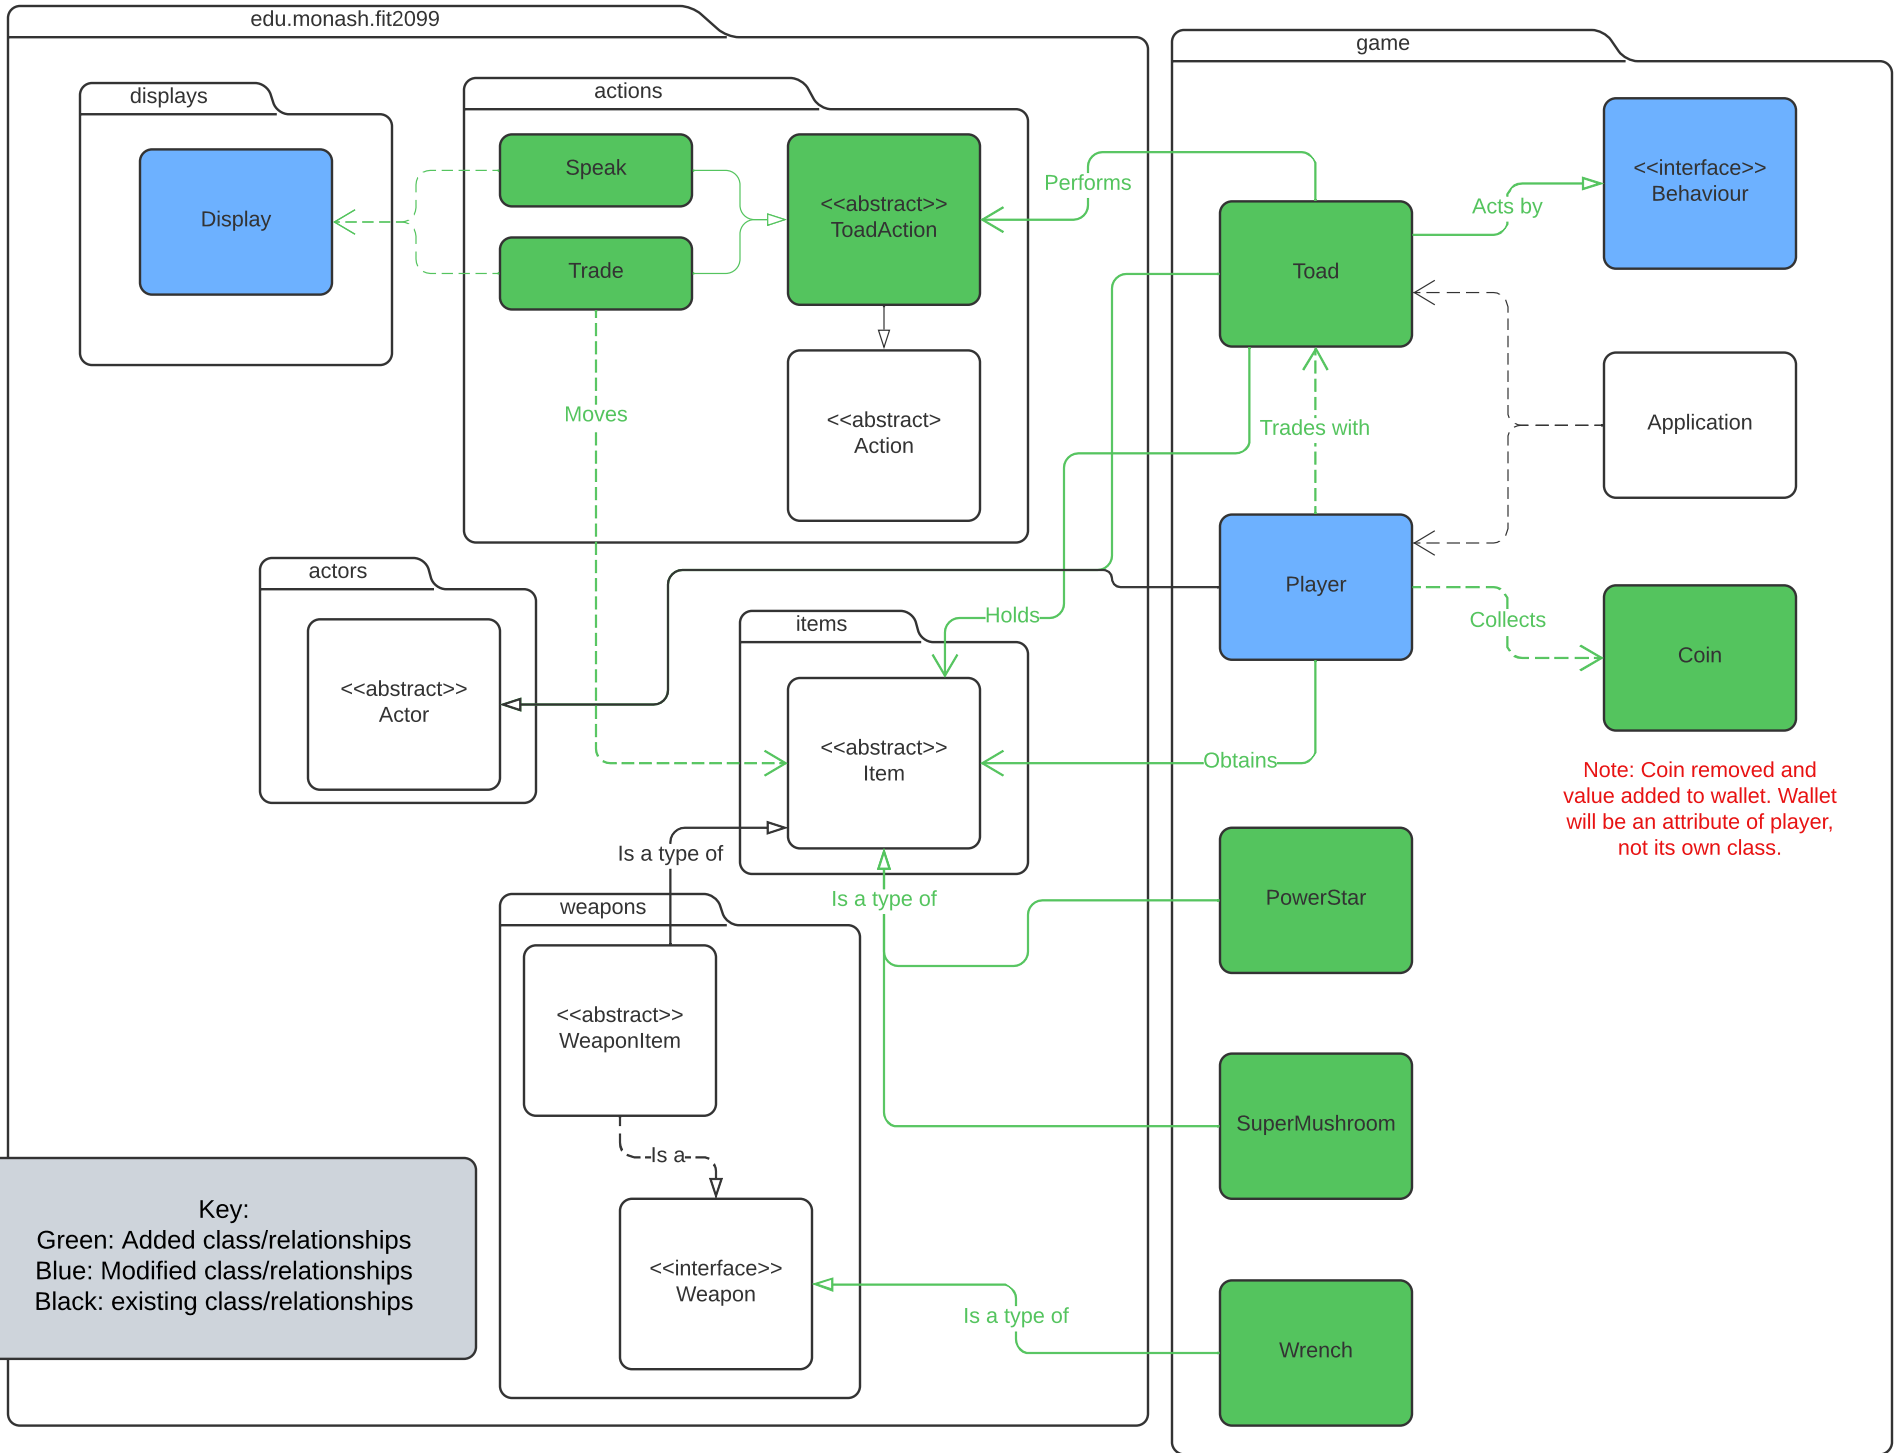 edu.monash.fit2099
game
displays
actions
Display
Speak
Trade
<<abstract>>
ToadAction
Performs
Toad
Acts by
<<interface>>
Behaviour
Moves
<<abstract>
Action
Trades with
Application
actors
<<abstract>>
Actor
Holds
items
<<abstract>>
Item
Player
Collects
Coin
Obtains
Note: Coin removed and
value added to wallet. Wallet
will be an attribute of player,
not its own class.
Is a type of
Is a type of
PowerStar
weapons
<<abstract>>
WeaponItem
Is a
SuperMushroom
<<interface>>
Weapon
Is a type of
Wrench
Key:
Green: Added class/relationships
Blue: Modified class/relationships
Black: existing class/relationships